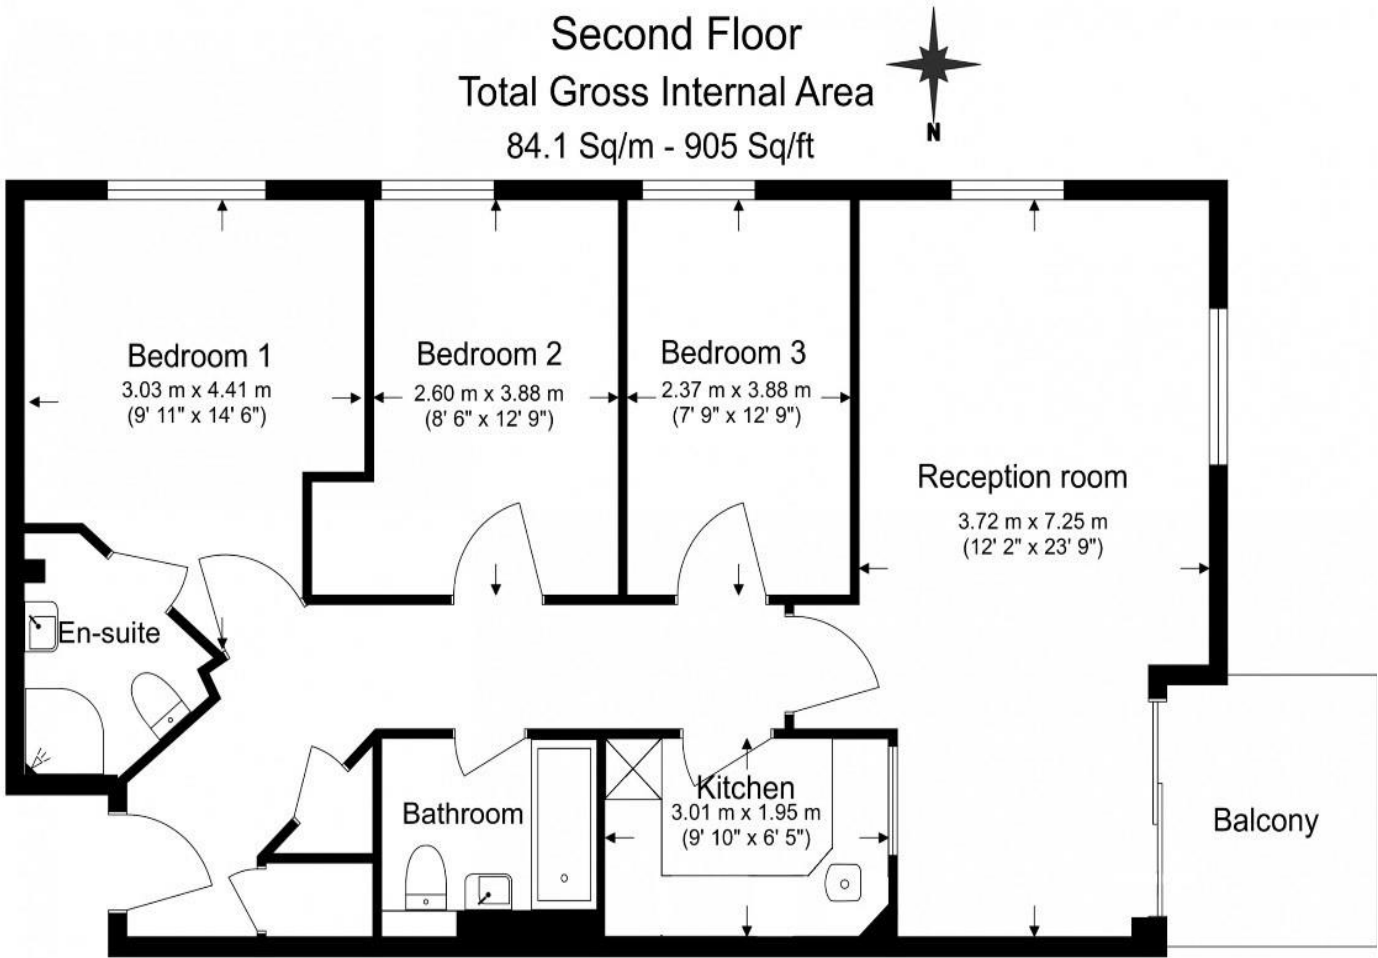 Second Floor
Total Gross Internal Area
84.1 Sq/m - 905 Sq/ft
N
Bedroom 1
3.03 m x 4.41 m
(9' 11" x 14' 6")
Bedroom 2
2.60 m x 3.88 m
(8' 6" x 12' 9")
Bedroom 3
2.37 m x 3.88 m
(7' 9" x 12' 9")
Reception room
3.72 m x 7.25 m
(12' 2" x 23' 9")
En-suite
Bathroom
Kitchen
3.01 m x 1.95 m
(9' 10" x 6' 5")
Balcony